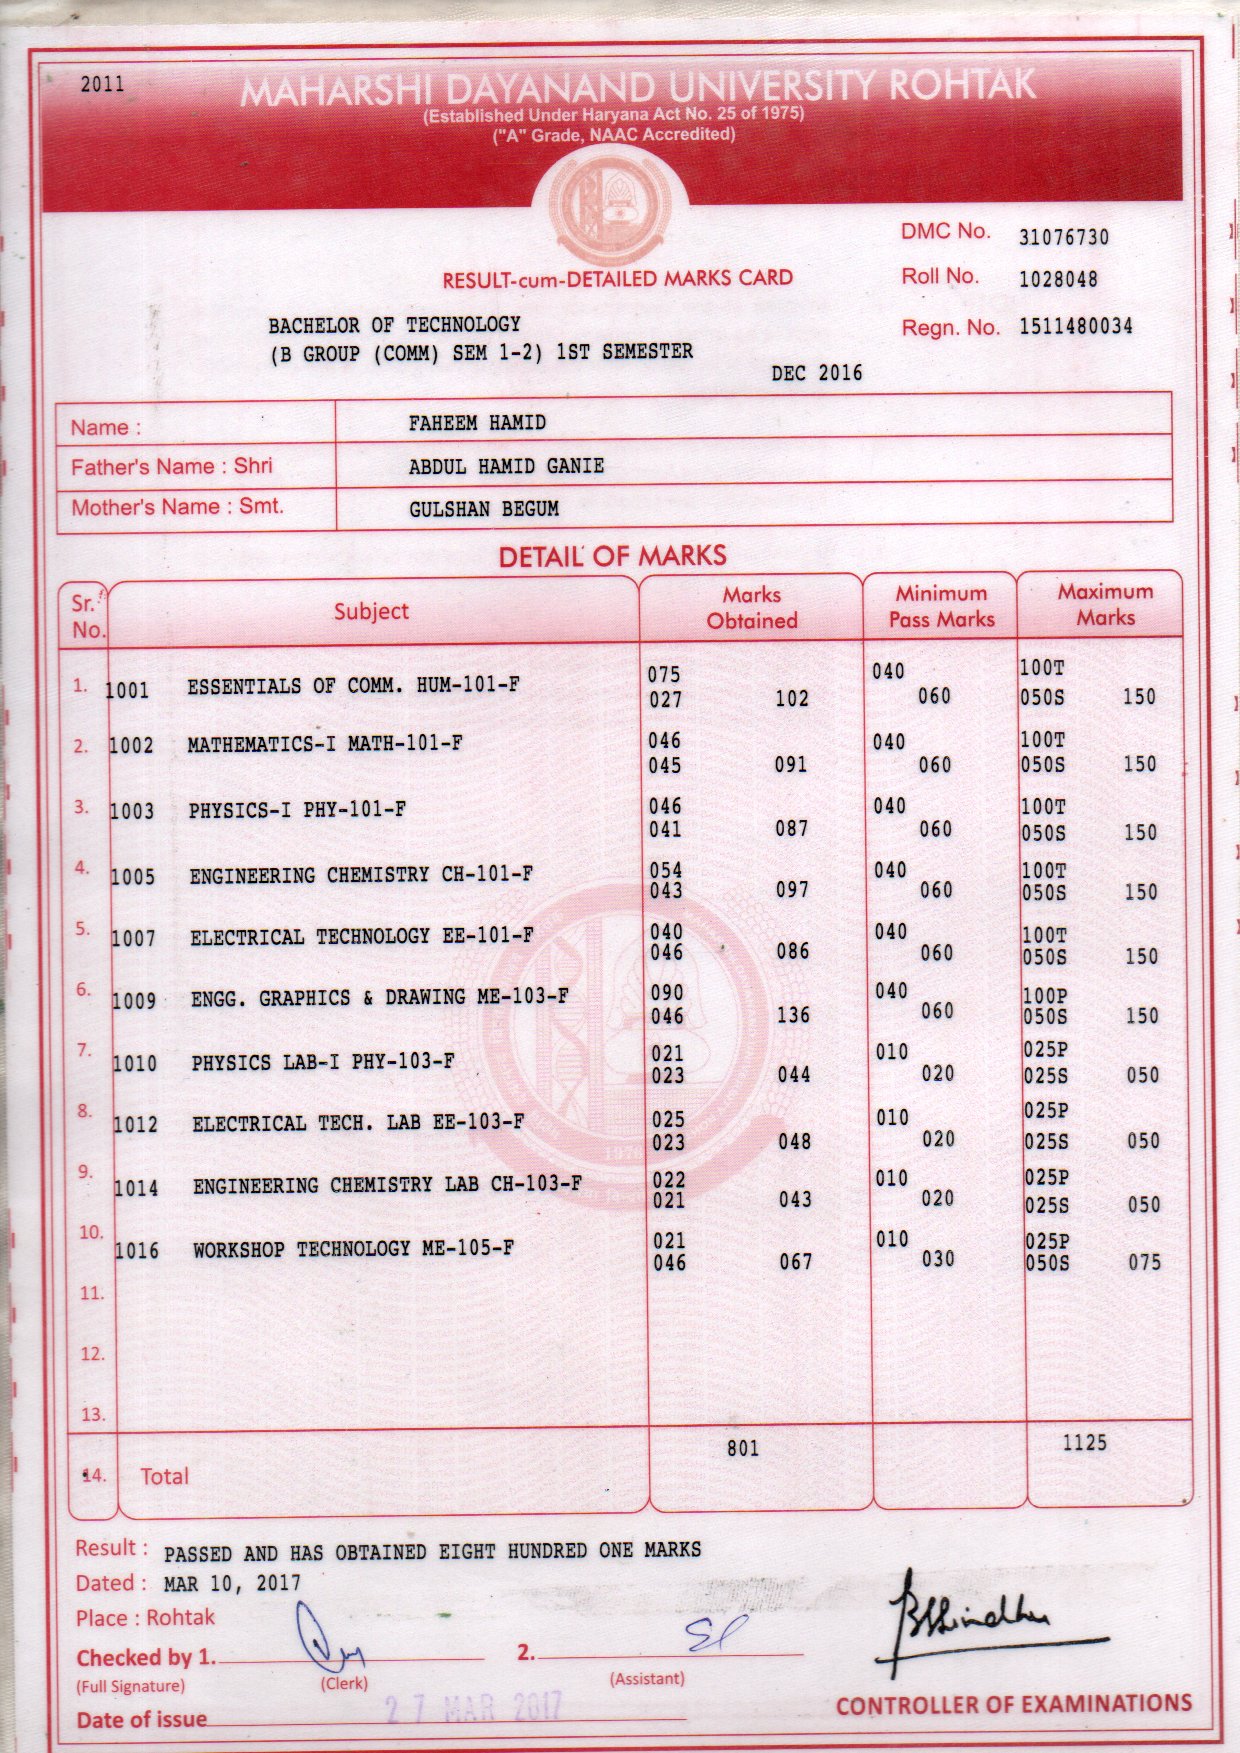 2011
MAHARSHI DAYANAND UNIVERSITY ROHTAK
(Established Under Haryana Act No. 25 of 1975)
("A" Grade, NAAC Accredited)
DMC No. 31076730
RESULT-cum-DETAILED MARKS CARD
Roll No. 1028048
BACHELOR OF TECHNOLOGY
Regn. No. 1511480034
(B GROUP (COMM) SEM 1-2) 1ST SEMESTER
DEC 2016
Name : FAHEEM HAMID
Father's Name : Shri ABDUL HAMID GANIE
Mother's Name : Smt. GULSHAN BEGUM
DETAIL OF MARKS
Sr. No. Subject Marks Obtained Minimum Pass Marks Maximum Marks
1. 1001 ESSENTIALS OF COMM. HUM-101-F 075 040 100T
027 102 060 050S 150
2. 1002 MATHEMATICS-I MATH-101-F 046 040 100T
045 091 060 050S 150
3. 1003 PHYSICS-I PHY-101-F 046 040 100T
041 087 060 050S 150
4. 1005 ENGINEERING CHEMISTRY CH-101-F 054 040 100T
043 097 060 050S 150
5. 1007 ELECTRICAL TECHNOLOGY EE-101-F 040 040 100T
046 086 060 050S 150
6. 1009 ENGG. GRAPHICS & DRAWING ME-103-F 090 040 100P
046 136 060 050S 150
7. 1010 PHYSICS LAB-I PHY-103-F 021 010 025P
023 044 020 025S 050
8. 1012 ELECTRICAL TECH. LAB EE-103-F 025 010 025P
023 048 020 025S 050
9. 1014 ENGINEERING CHEMISTRY LAB CH-103-F 022 010 025P
021 043 020 025S 050
10. 1016 WORKSHOP TECHNOLOGY ME-105-F 021 010 025P
046 067 030 050S 075
11.
12.
13.
14. Total 801 1125
Result : PASSED AND HAS OBTAINED EIGHT HUNDRED ONE MARKS
Dated : MAR 10, 2017
Place : Rohtak
Checked by 1. 2.
(Full Signature) (Clerk) (Assistant)
27 MAR 2017
CONTROLLER OF EXAMINATIONS
Date of issue